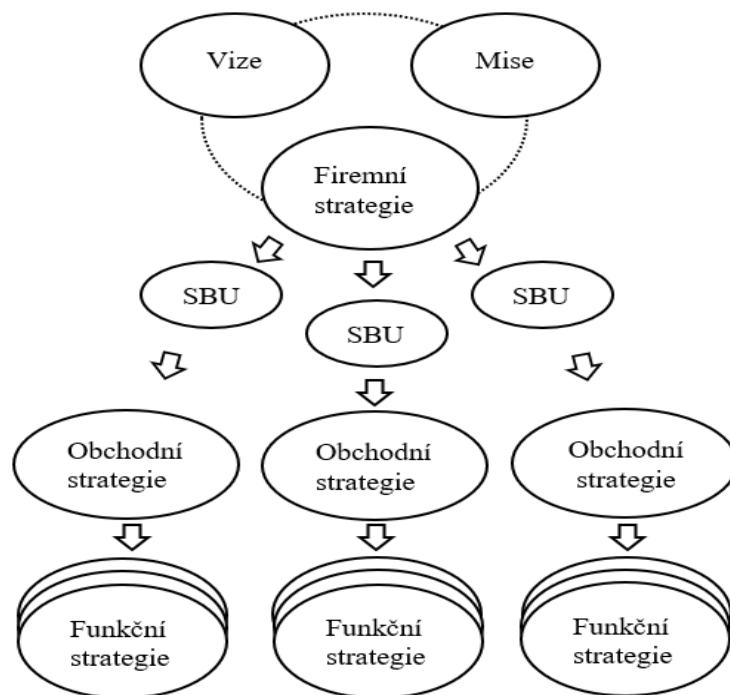 Vize
Mise
Firemní
strategie
SBU
SBU
SBU
Obchodní
strategie
Obchodní
strategie
Obchodní
strategie
Funkční
strategie
Funkční
strategie
Funkční
strategie